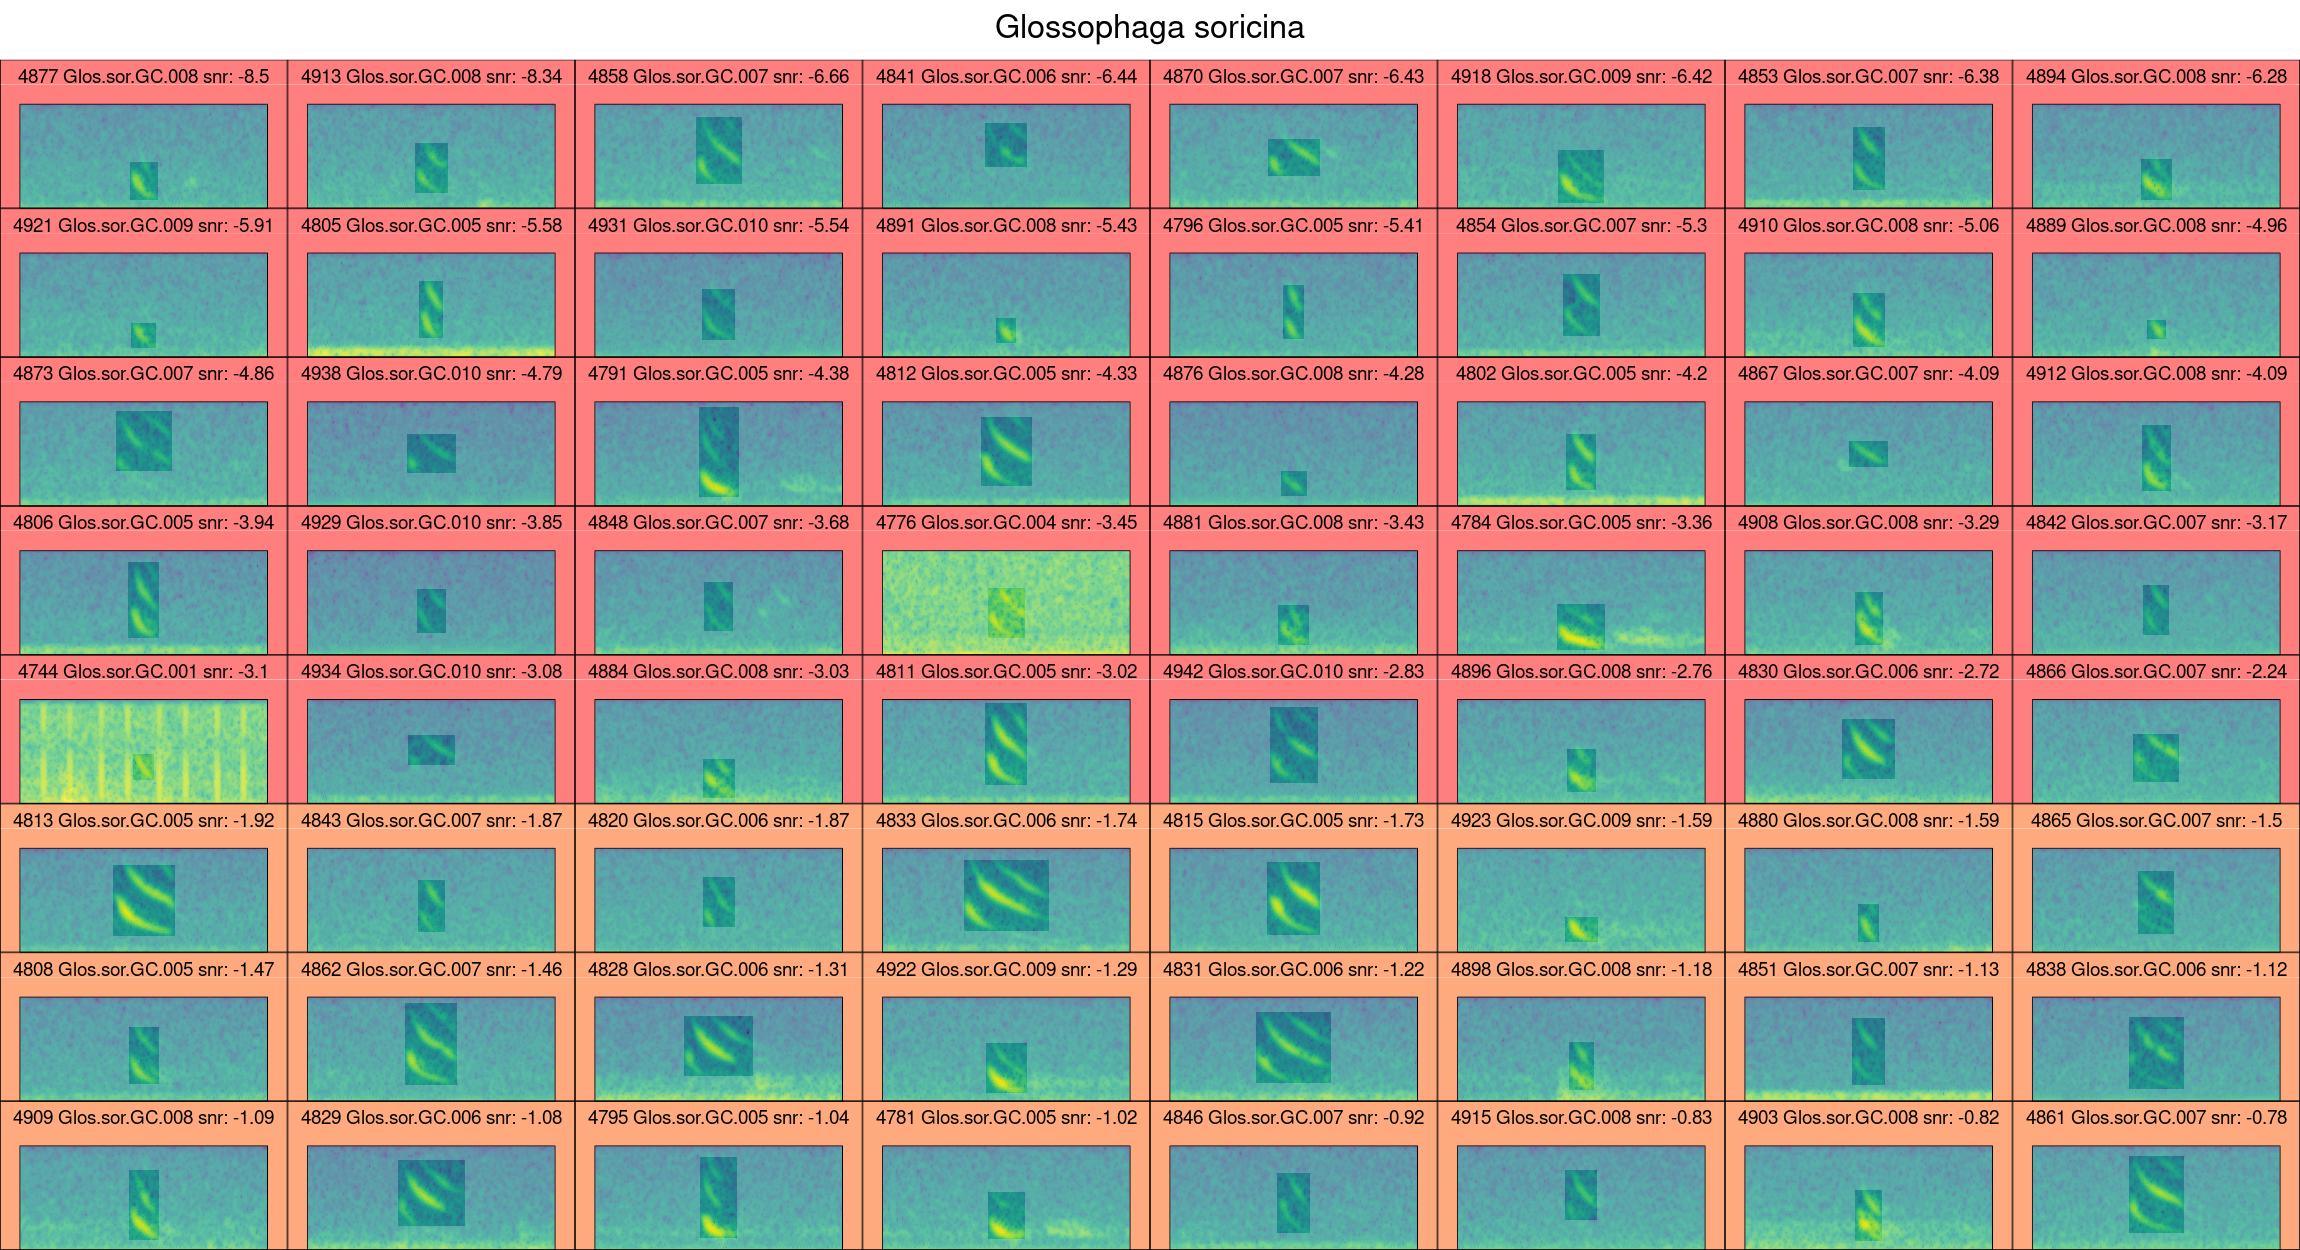 Glossophaga soricina
4877 Glos.sor.GC.008 snr: -8.5 4913 Glos.sor.GC.008 snr: -8.34 4858 Glos.sor.GC.007 snr: -6.66 4841 Glos.sor.GC.006 snr: -6.44 4870 Glos.sor.GC.007 snr: -6.43 4918 Glos.sor.GC.009 snr: -6.42 4853 Glos.sor.GC.007 snr: -6.38 4894 Glos.sor.GC.008 snr: -6.28
4921 Glos.sor.GC.009 snr: -5.91 4805 Glos.sor.GC.005 snr: -5.58 4931 Glos.sor.GC.010 snr: -5.54 4891 Glos.sor.GC.008 snr: -5.43 4796 Glos.sor.GC.005 snr: -5.41 4854 Glos.sor.GC.007 snr: -5.3 4910 Glos.sor.GC.008 snr: -5.06 4889 Glos.sor.GC.008 snr: -4.96
4873 Glos.sor.GC.007 snr: -4.86 4938 Glos.sor.GC.010 snr: -4.79 4791 Glos.sor.GC.005 snr: -4.38 4812 Glos.sor.GC.005 snr: -4.33 4876 Glos.sor.GC.008 snr: -4.28 4802 Glos.sor.GC.005 snr: -4.2 4867 Glos.sor.GC.007 snr: -4.09 4912 Glos.sor.GC.008 snr: -4.09
4806 Glos.sor.GC.005 snr: -3.94 4929 Glos.sor.GC.010 snr: -3.85 4848 Glos.sor.GC.007 snr: -3.68 4776 Glos.sor.GC.004 snr: -3.45 4881 Glos.sor.GC.008 snr: -3.43 4784 Glos.sor.GC.005 snr: -3.36 4908 Glos.sor.GC.008 snr: -3.29 4842 Glos.sor.GC.007 snr: -3.17
4744 Glos.sor.GC.001 snr: -3.1 4934 Glos.sor.GC.010 snr: -3.08 4884 Glos.sor.GC.008 snr: -3.03 4811 Glos.sor.GC.005 snr: -3.02 4942 Glos.sor.GC.010 snr: -2.83 4896 Glos.sor.GC.008 snr: -2.76 4830 Glos.sor.GC.006 snr: -2.72 4866 Glos.sor.GC.007 snr: -2.24
4813 Glos.sor.GC.005 snr: -1.92 4843 Glos.sor.GC.007 snr: -1.87 4820 Glos.sor.GC.006 snr: -1.87 4833 Glos.sor.GC.006 snr: -1.74 4815 Glos.sor.GC.005 snr: -1.73 4923 Glos.sor.GC.009 snr: -1.59 4880 Glos.sor.GC.008 snr: -1.59 4865 Glos.sor.GC.007 snr: -1.5
4808 Glos.sor.GC.005 snr: -1.47 4862 Glos.sor.GC.007 snr: -1.46 4828 Glos.sor.GC.006 snr: -1.31 4922 Glos.sor.GC.009 snr: -1.29 4831 Glos.sor.GC.006 snr: -1.22 4898 Glos.sor.GC.008 snr: -1.18 4851 Glos.sor.GC.007 snr: -1.13 4838 Glos.sor.GC.006 snr: -1.12
4909 Glos.sor.GC.008 snr: -1.09 4829 Glos.sor.GC.006 snr: -1.08 4795 Glos.sor.GC.005 snr: -1.04 4781 Glos.sor.GC.005 snr: -1.02 4846 Glos.sor.GC.007 snr: -0.92 4915 Glos.sor.GC.008 snr: -0.83 4903 Glos.sor.GC.008 snr: -0.82 4861 Glos.sor.GC.007 snr: -0.78